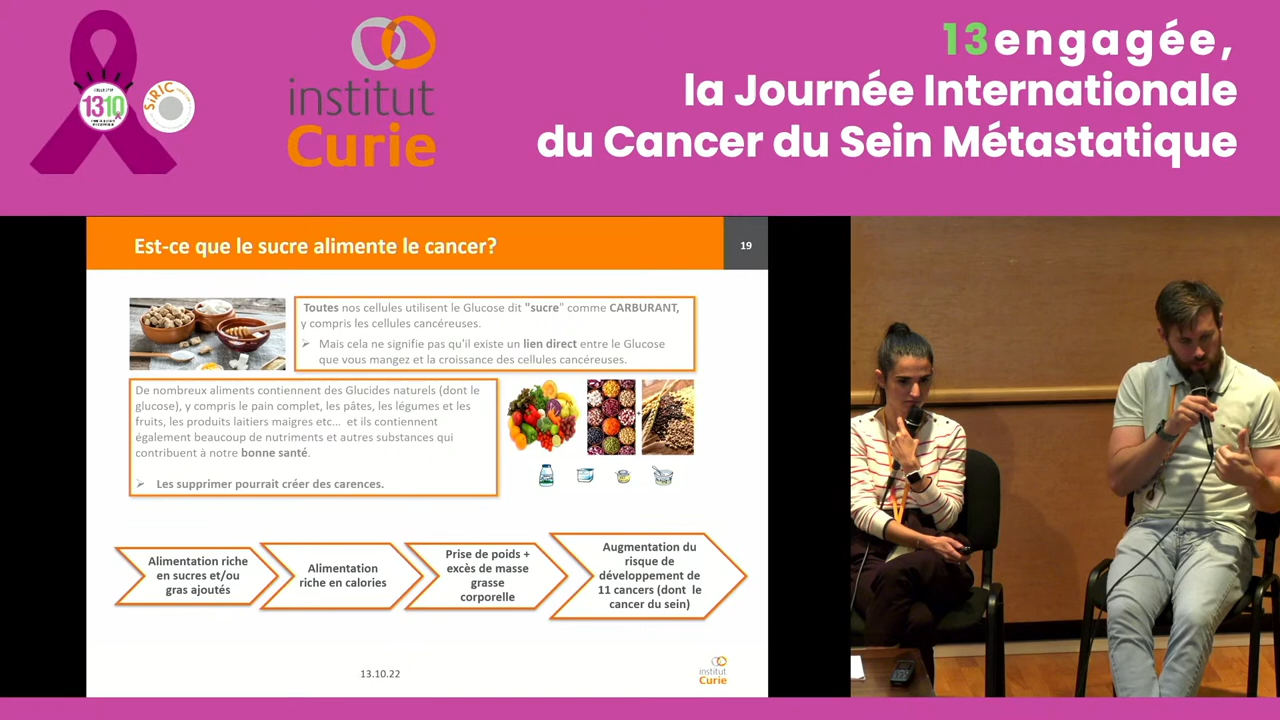 13engagée,
la Journée Internationale
du Cancer du Sein Métastatique
1310
SiRIC
institut
Curie
Est-ce que le sucre alimente le cancer?
19
Toutes nos cellules utilisent le Glucose dit "sucre" comme CARBURANT,
y compris les cellules cancéreuses.
Mais cela ne signifie pas qu'il existe un lien direct entre le Glucose
que vous mangez et la croissance des cellules cancéreuses.
De nombreux aliments contiennent des Glucides naturels (dont le
glucose), y compris le pain complet, les pâtes, les légumes et les
fruits, les produits laitiers maigres etc... et ils contiennent
également beaucoup de nutriments et autres substances qui
contribuent à notre bonne santé.
Les supprimer pourrait créer des carences.
Alimentation riche
en sucres et/ou
gras ajoutés
Alimentation
riche en calories
Prise de poids +
excès de masse
grasse
corporelle
Augmentation du
risque de
développement de
11 cancers (dont le
cancer du sein)
13.10.22
institut
Curie